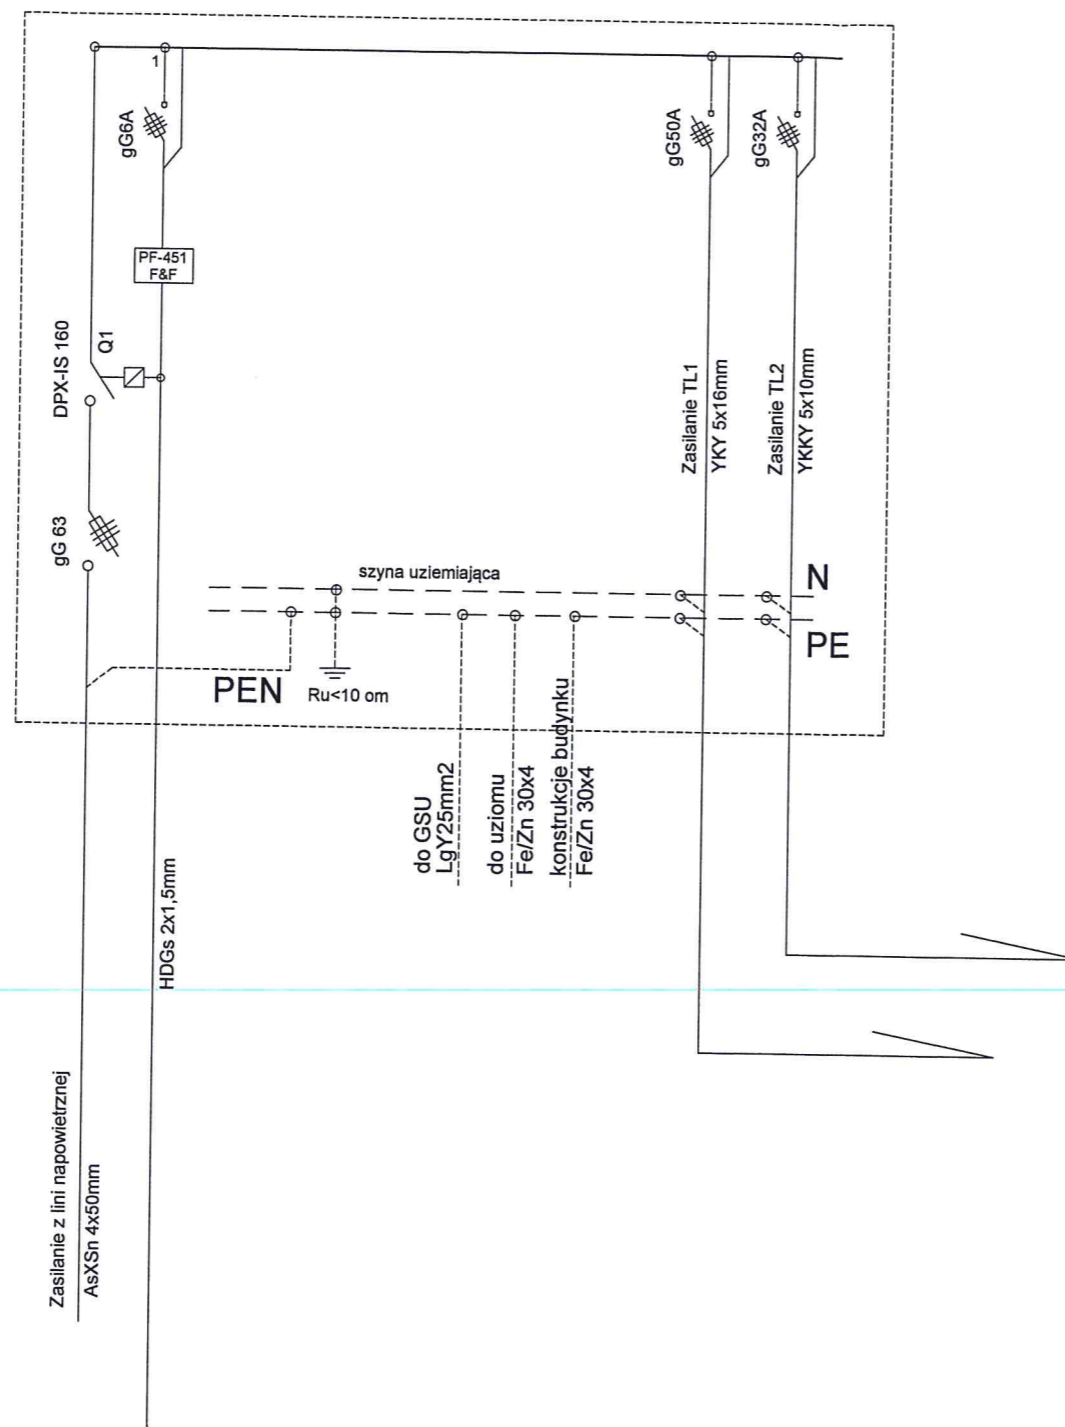 1
gG6A
gG50A
gG32A
PF-451
F&F
DPX-IS 160
Q1
Zasilanie TL1
YKY 5x16mm
Zasilanie TL2
YKKY 5x10mm
gG 63
szyna uziemiająca
N
PE
PEN
Ru<10 om
do GSU
LgY25mm2
do uziomu
Fe/Zn 30x4
konstrukcje budynku
Fe/Zn 30x4
HDGs 2x1,5mm
Zasilanie z lini napowietrznej
AsXSn 4x50mm